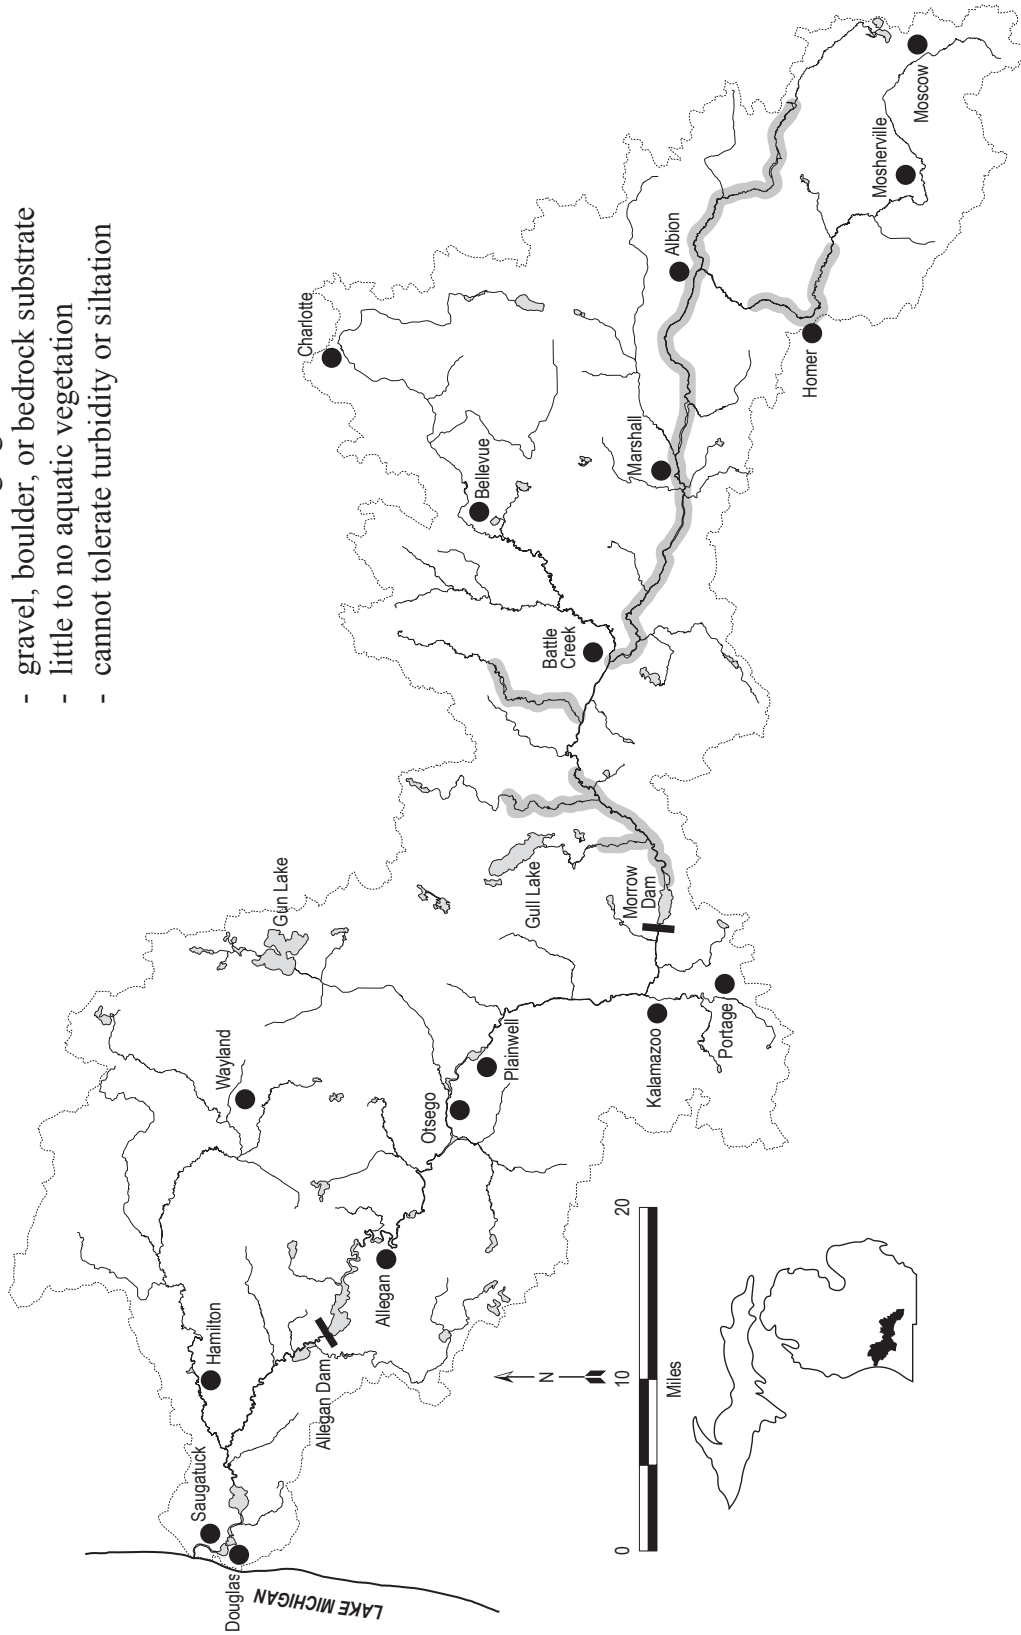 - gravel, boulder, or bedrock substrate
- little to no aquatic vegetation
- cannot tolerate turbidity or siltation
Charlotte
Bellevue
Battle
Creek
Marshall
Albion
Homer
Mosherville
Moscow
Gun Lake
Gull Lake
Morrow
Dam
Wayland
Plainwell
Otsego
Kalamazoo
Portage
Hamilton
Allegan
Allegan Dam
Saugatuck
Douglas
LAKE MICHIGAN
N
0
10
20
Miles